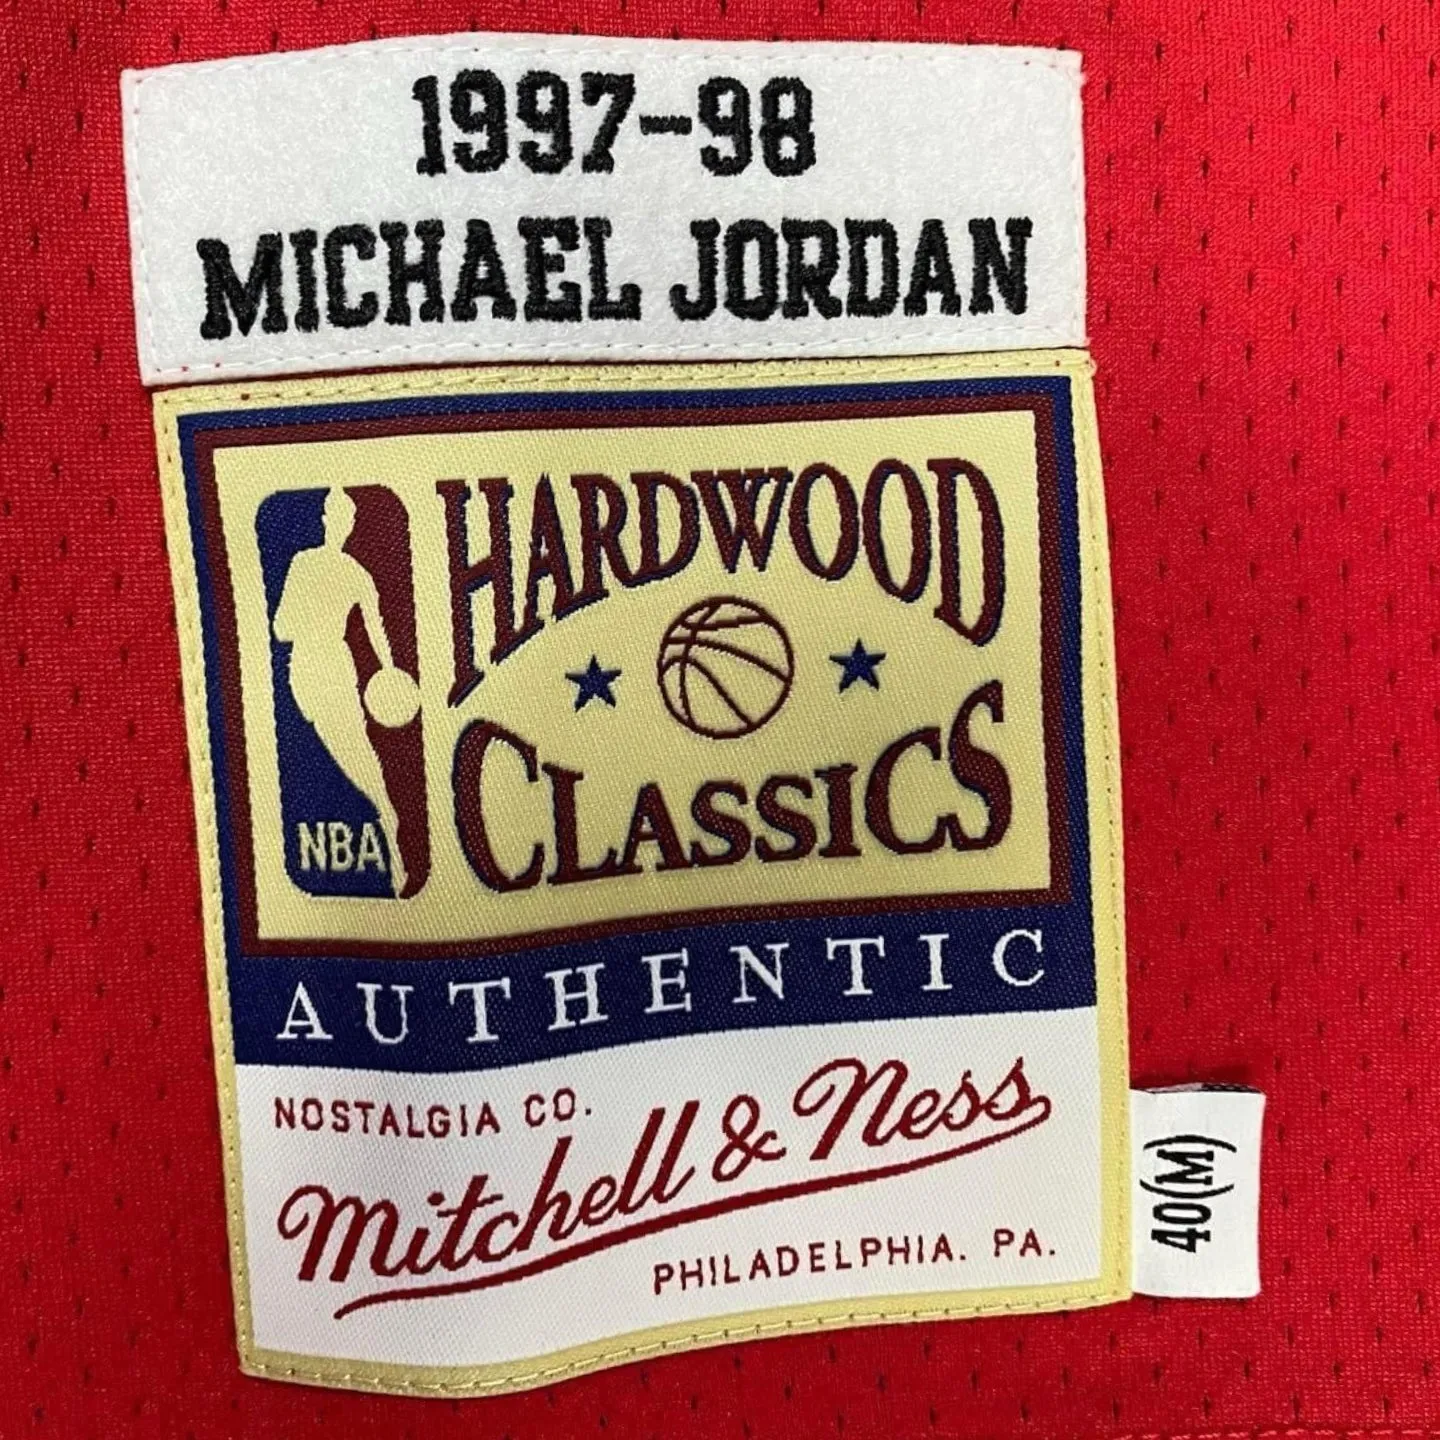 1997-98
MICHAEL JORDAN
HARDWOOD
CLASSICS
NBA
AUTHENTIC
NOSTALGIA CO.
Mitchell & Ness
PHILADELPHIA. PA.
40(M)